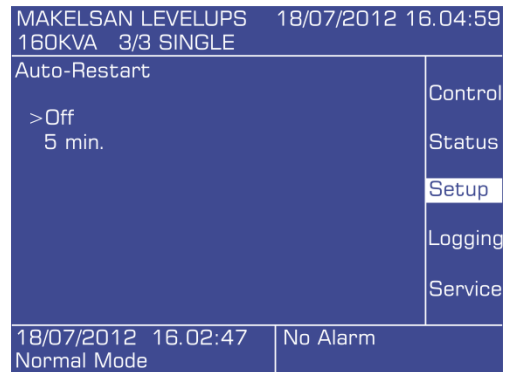 MAKELSAN LEVELUPS 18/07/2012 16.04:59
160KVA 3/3 SINGLE
Auto-Restart
>Off
5 min.
Control
Status
Setup
Logging
Service
18/07/2012 16.02:47 No Alarm
Normal Mode